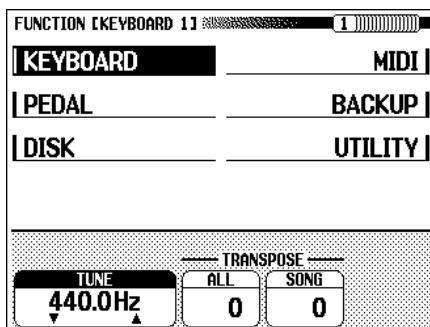 FUNCTION [KEYBOARD 1] 1
KEYBOARD MIDI
PEDAL BACKUP
DISK UTILITY
TRANSPOSE
TUNE ALL SONG
440.0Hz 0 0